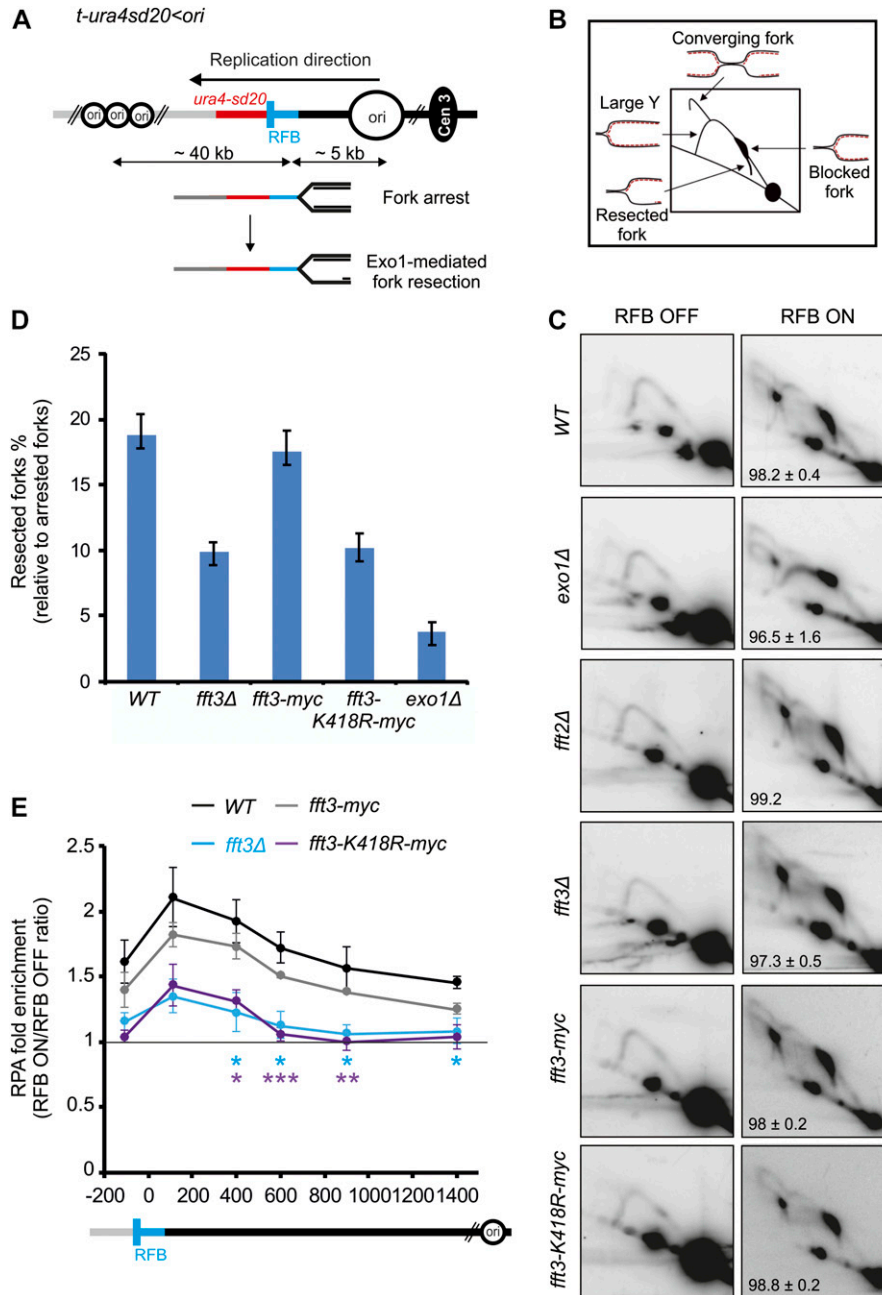 A
t-ura4sd20<ori
Replication direction
ura4-sd20
ori ori ori
RFB
ori
Cen 3
~ 40 kb
~ 5 kb
Fork arrest
Exo1-mediated
fork resection
B
Converging fork
Large Y
Blocked
fork
Resected
fork
D
Resected forks %
(relative to arrested forks)
25
20
15
10
5
0
WT
fft3Δ
fft3-myc
fft3-
K418R-myc
exo1Δ
C
RFB OFF
RFB ON
WT
98.2 ± 0.4
exo1Δ
96.5 ± 1.6
fft2Δ
99.2
fft3Δ
97.3 ± 0.5
fft3-myc
98 ± 0.2
fft3-K418R-myc
98.8 ± 0.2
E
WT
fft3-myc
fft3Δ
fft3-K418R-myc
RPA fold enrichment
(RFB ON/RFB OFF ratio)
2.5
2
1.5
1
0.5
0
* * * *
* *** **
-200 0 200 400 600 800 1000 1200 1400
RFB
ori